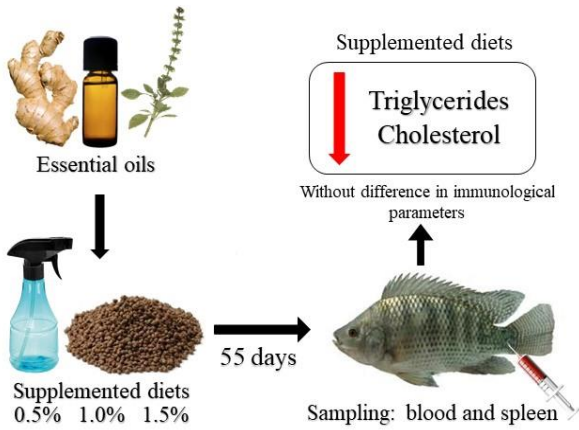 Essential oils
Supplemented diets
0.5% 1.0% 1.5%
55 days
Sampling: blood and spleen
Supplemented diets
Triglycerides
Cholesterol
Without difference in immunological
parameters